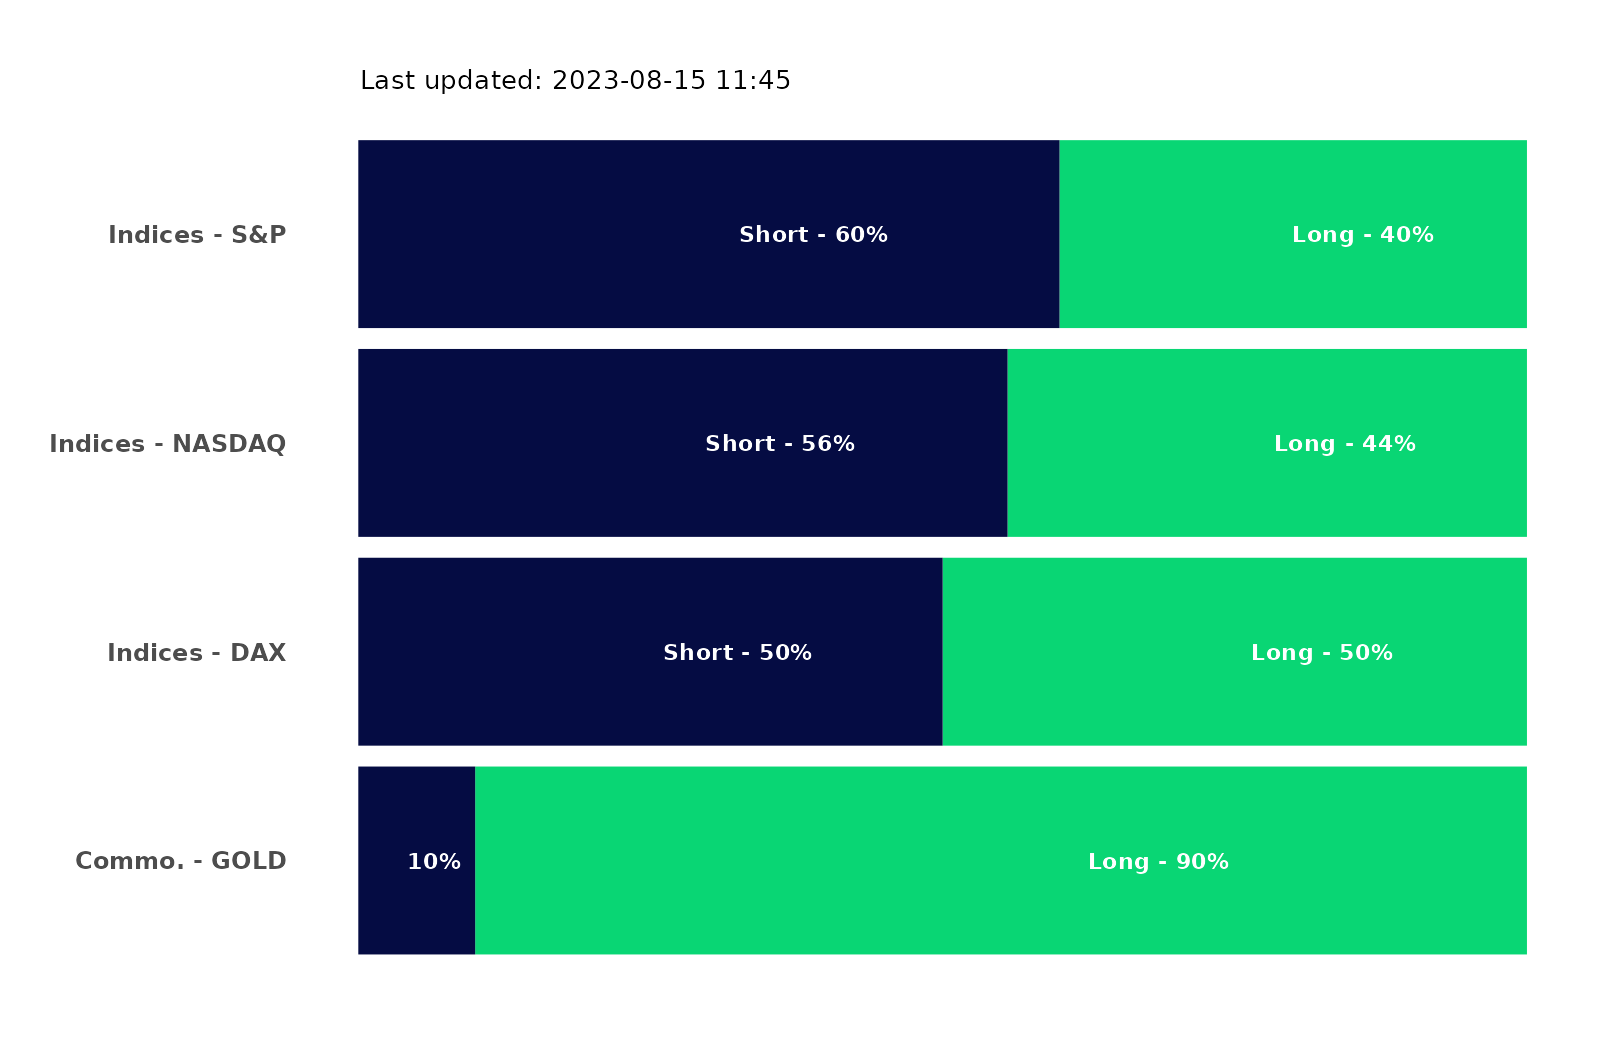 Last updated: 2023-08-15 11:45
Indices - S&P
Short - 60%
Long - 40%
Indices - NASDAQ
Short - 56%
Long - 44%
Indices - DAX
Short - 50%
Long - 50%
Commo. - GOLD
10%
Long - 90%